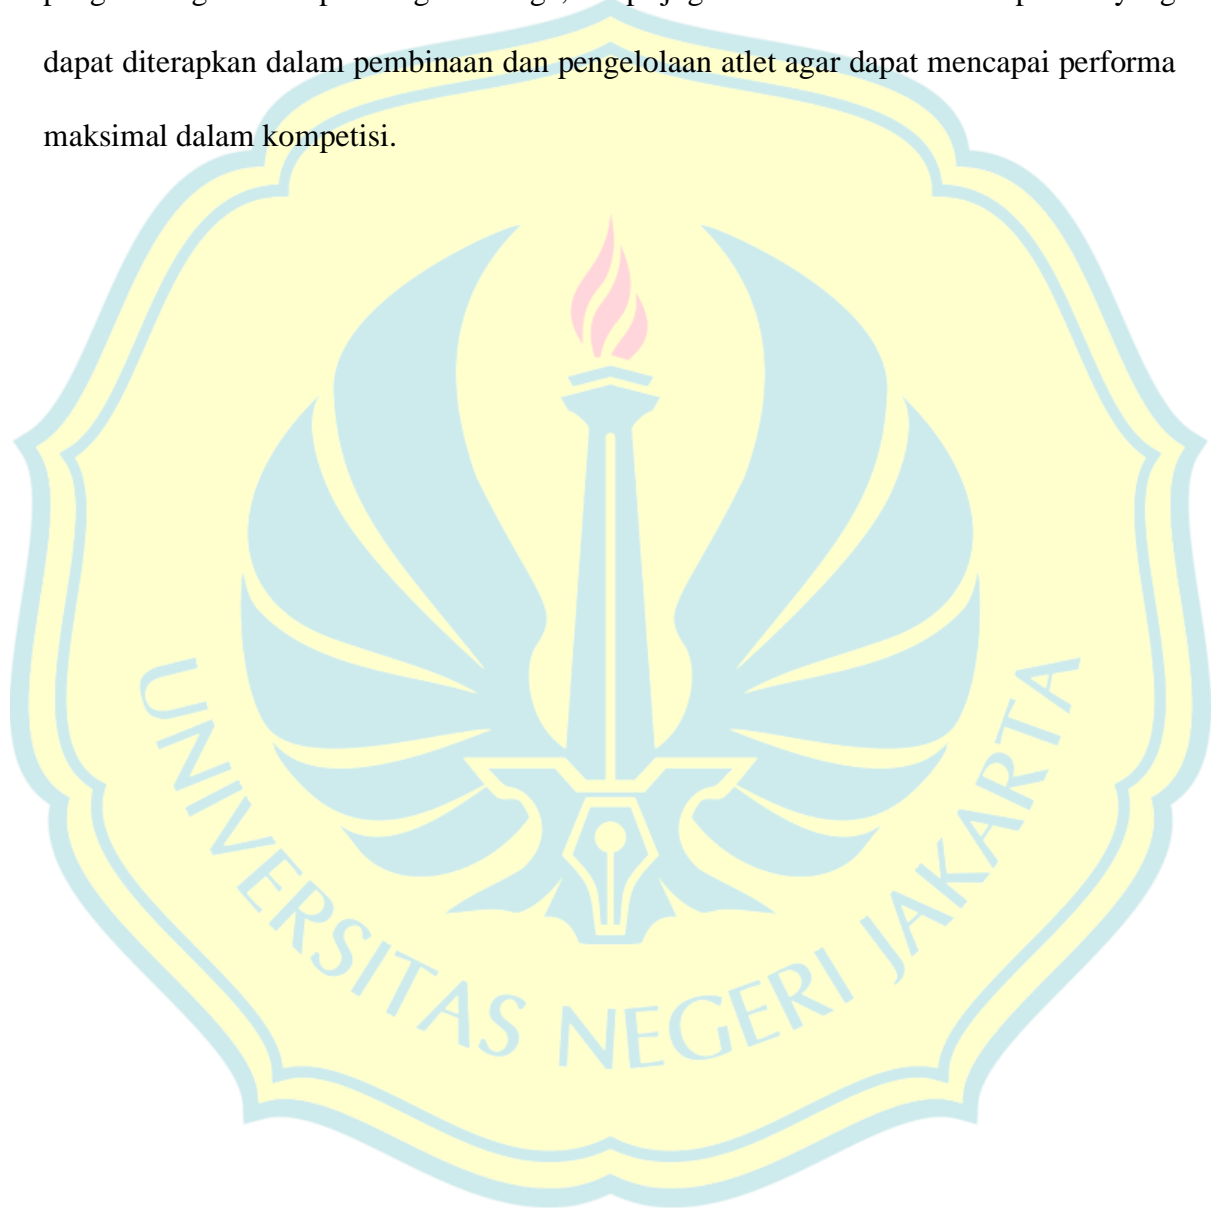 dapat diterapkan dalam pembinaan dan pengelolaan atlet agar dapat mencapai performa
maksimal dalam kompetisi.
UNIVERSITAS NEGERI JAKARTA